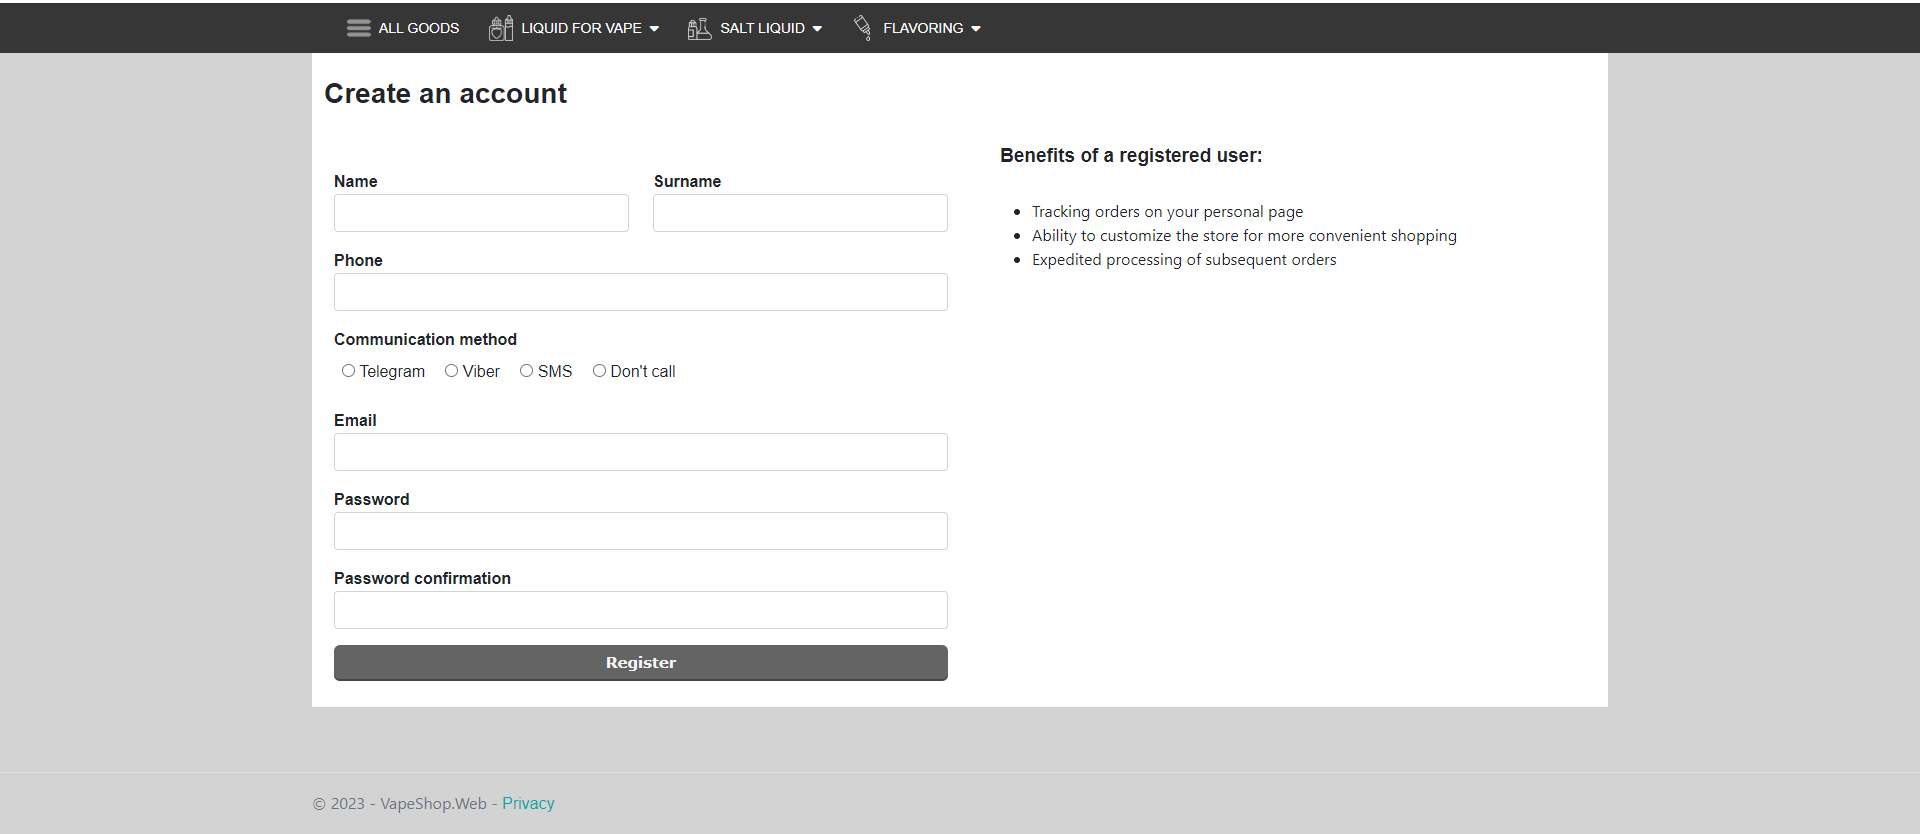 ALL GOODS LIQUID FOR VAPE SALT LIQUID FLAVORING
Create an account
Benefits of a registered user:
Name Surname
Tracking orders on your personal page
Ability to customize the store for more convenient shopping
Expedited processing of subsequent orders
Phone
Communication method
Telegram Viber SMS Don't call
Email
Password
Password confirmation
Register
© 2023 - VapeShop.Web - Privacy